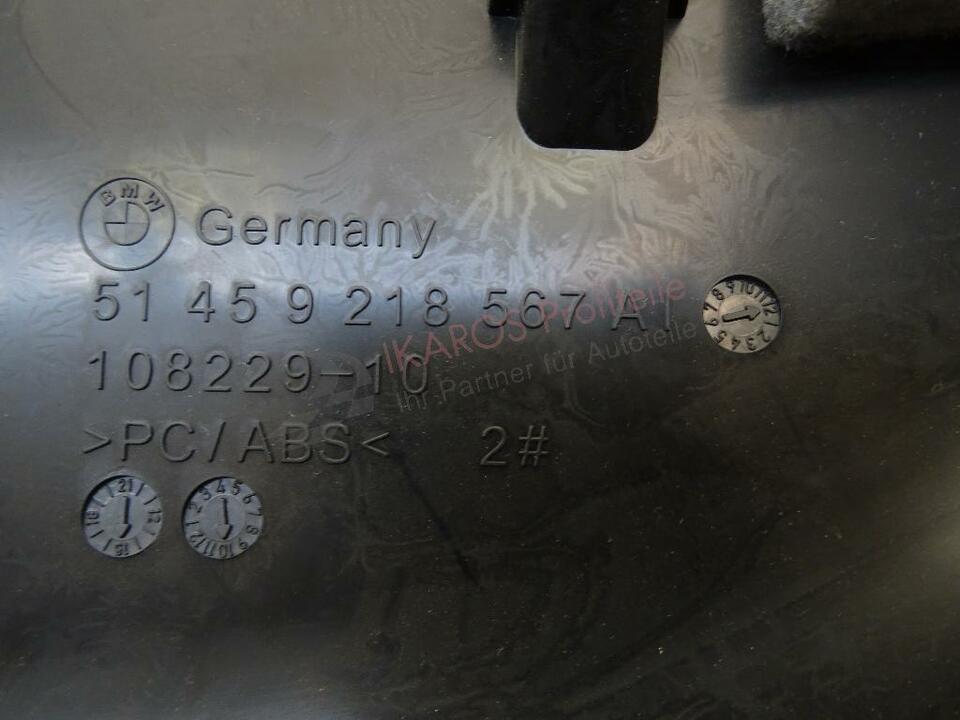 BMW Germany
51 45 9 218 567 A
IKAROS Profiteile
Ihr Partner für Autoteile
108229-10
>PC/ABS< 2#